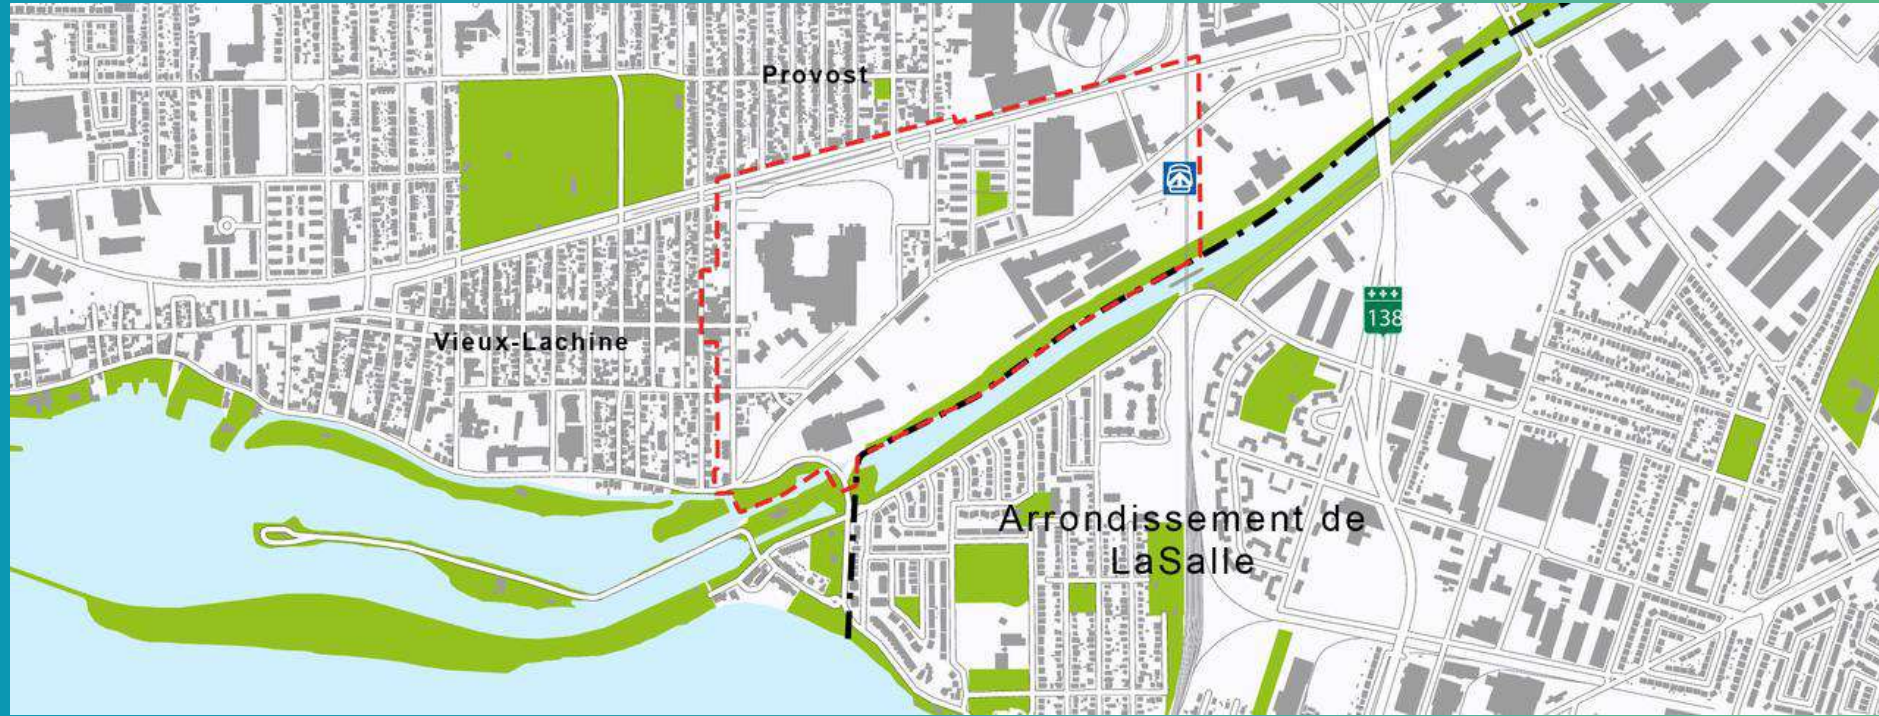 Provost
Vieux-Lachine
138
Arrondissement de
LaSalle